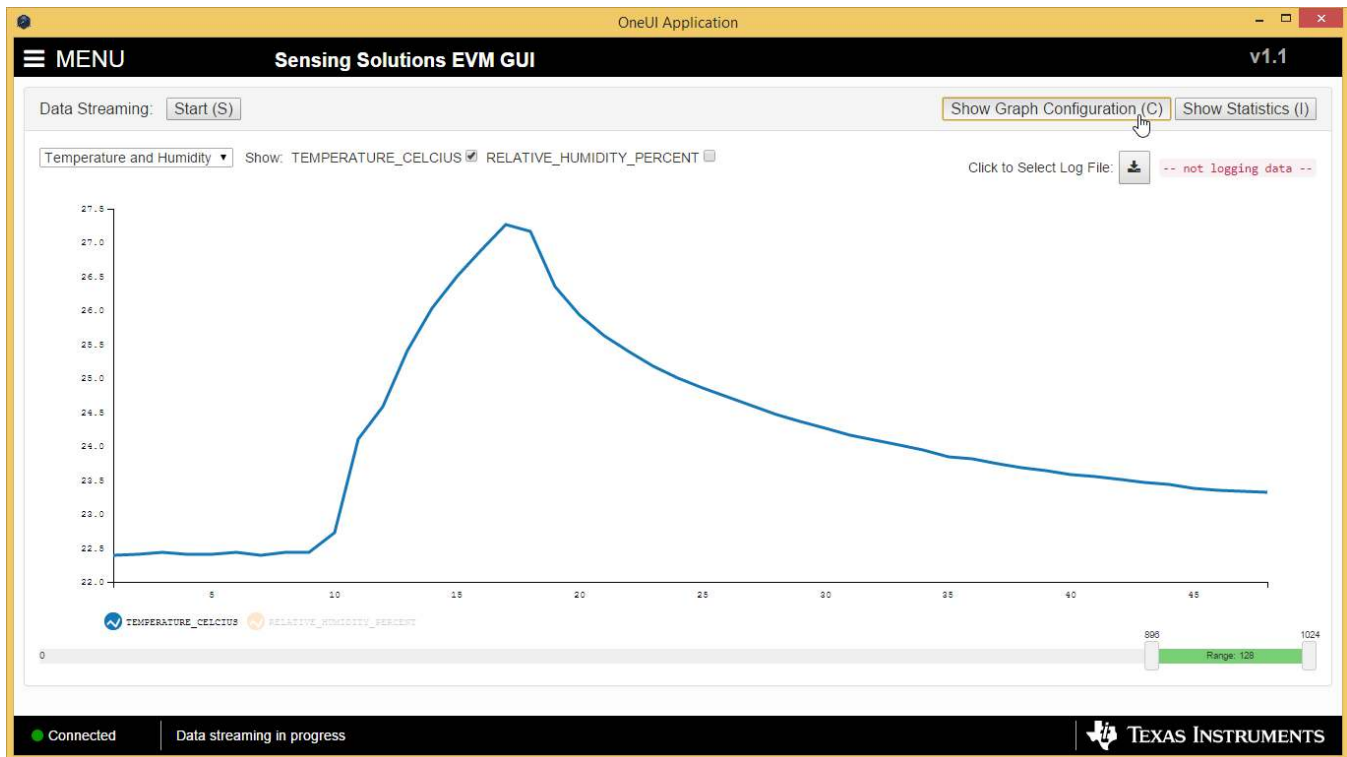 OneUI Application
MENU Sensing Solutions EVM GUI v1.1
Data Streaming: Start (S) Show Graph Configuration (C) Show Statistics (I)
Temperature and Humidity Show: TEMPERATURE_CELCIUS RELATIVE_HUMIDITY_PERCENT
Click to Select Log File: -- not logging data --
27.5
27.0
26.5
26.0
25.5
25.0
24.5
24.0
23.5
23.0
22.5
22.0
5 10 15 20 25 30 35 40 45
TEMPERATURE_CELCIUS RELATIVE_HUMIDITY_PERCENT
896 1024
0 Range: 128
Connected Data streaming in progress TEXAS INSTRUMENTS